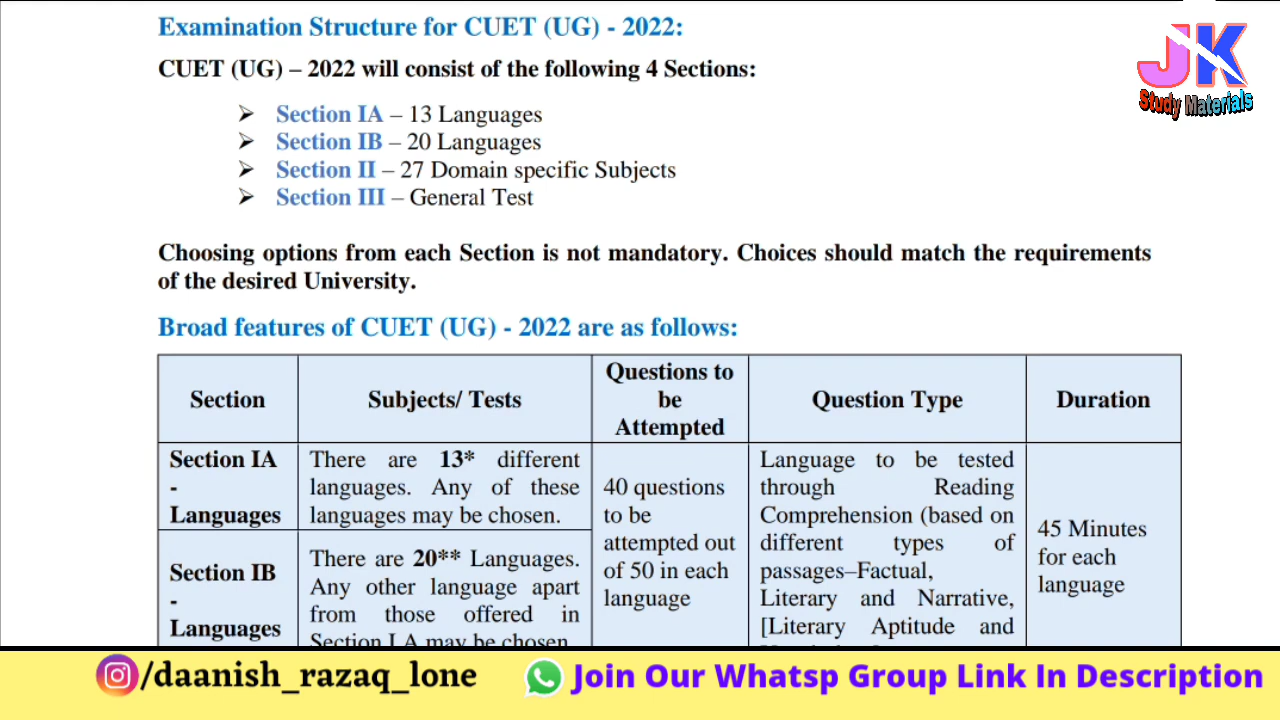 Examination Structure for CUET (UG) - 2022:
JK
Study Materials
CUET (UG) – 2022 will consist of the following 4 Sections:
➢ Section IA – 13 Languages
➢ Section IB – 20 Languages
➢ Section II – 27 Domain specific Subjects
➢ Section III – General Test
Choosing options from each Section is not mandatory. Choices should match the requirements
of the desired University.
Broad features of CUET (UG) - 2022 are as follows:
Section
Subjects/ Tests
Questions to
be
Attempted
Question Type
Duration
Section IA
-
Languages
There are 13* different
languages. Any of these
languages may be chosen.
Section IB
-
Languages
There are 20** Languages.
Any other language apart
from those offered in
Section I A may be chosen
40 questions
to be
attempted out
of 50 in each
language
Language to be tested
through Reading
Comprehension (based on
different types of
passages–Factual,
Literary and Narrative,
[Literary Aptitude and
45 Minutes
for each
language
/daanish_razaq_lone
Join Our Whatsp Group Link In Description